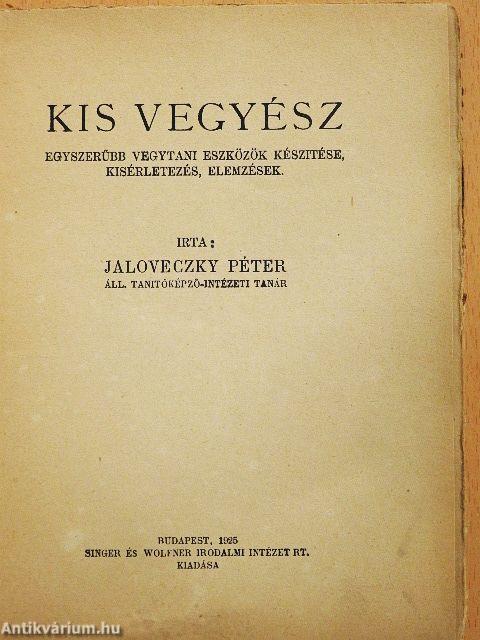 KIS VEGYÉSZ
EGYSZERŰBB VEGYTANI ESZKÖZÖK KÉSZITÉSE,
KISÉRLETEZÉS, ELEMZÉSEK.
IRTA:
JALOVECZKY PÉTER
ÁLL. TANITÓKÉPZŐ-INTÉZETI TANÁR
BUDAPEST, 1925
SINGER ÉS WOLFNER IRODALMI INTÉZET RT.
KIADÁSA
Antikvárium.hu